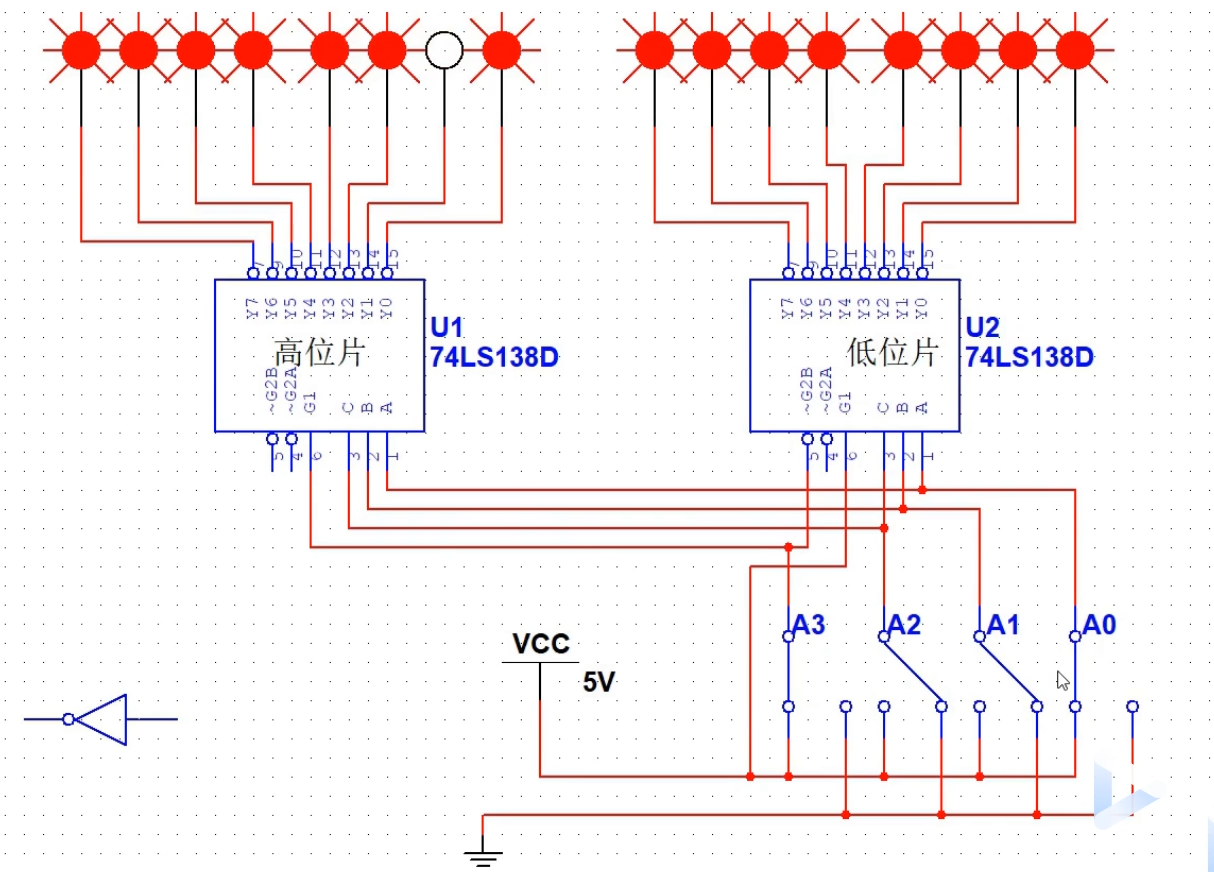 7 9 10 11 12 13 14 15
Y7 Y6 Y5 Y4 Y3 Y2 Y1 Y0
U1
74LS138D
高位片
~G2B ~G2A G1 C B A
5 4 6 3 2 1
7 9 10 11 12 13 14 15
Y7 Y6 Y5 Y4 Y3 Y2 Y1 Y0
U2
74LS138D
低位片
~G2B ~G2A G1 C B A
5 4 6 3 2 1
A3 A2 A1 A0
VCC
5V